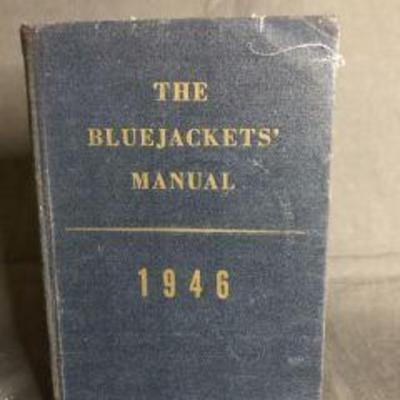 THE
BLUEJACKETS'
MANUAL
1946